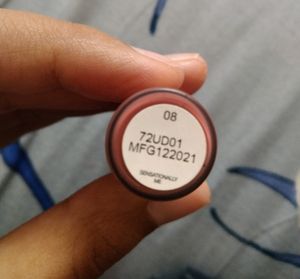 08
72UD01
MFG122021
SENSATIONALLY
ME